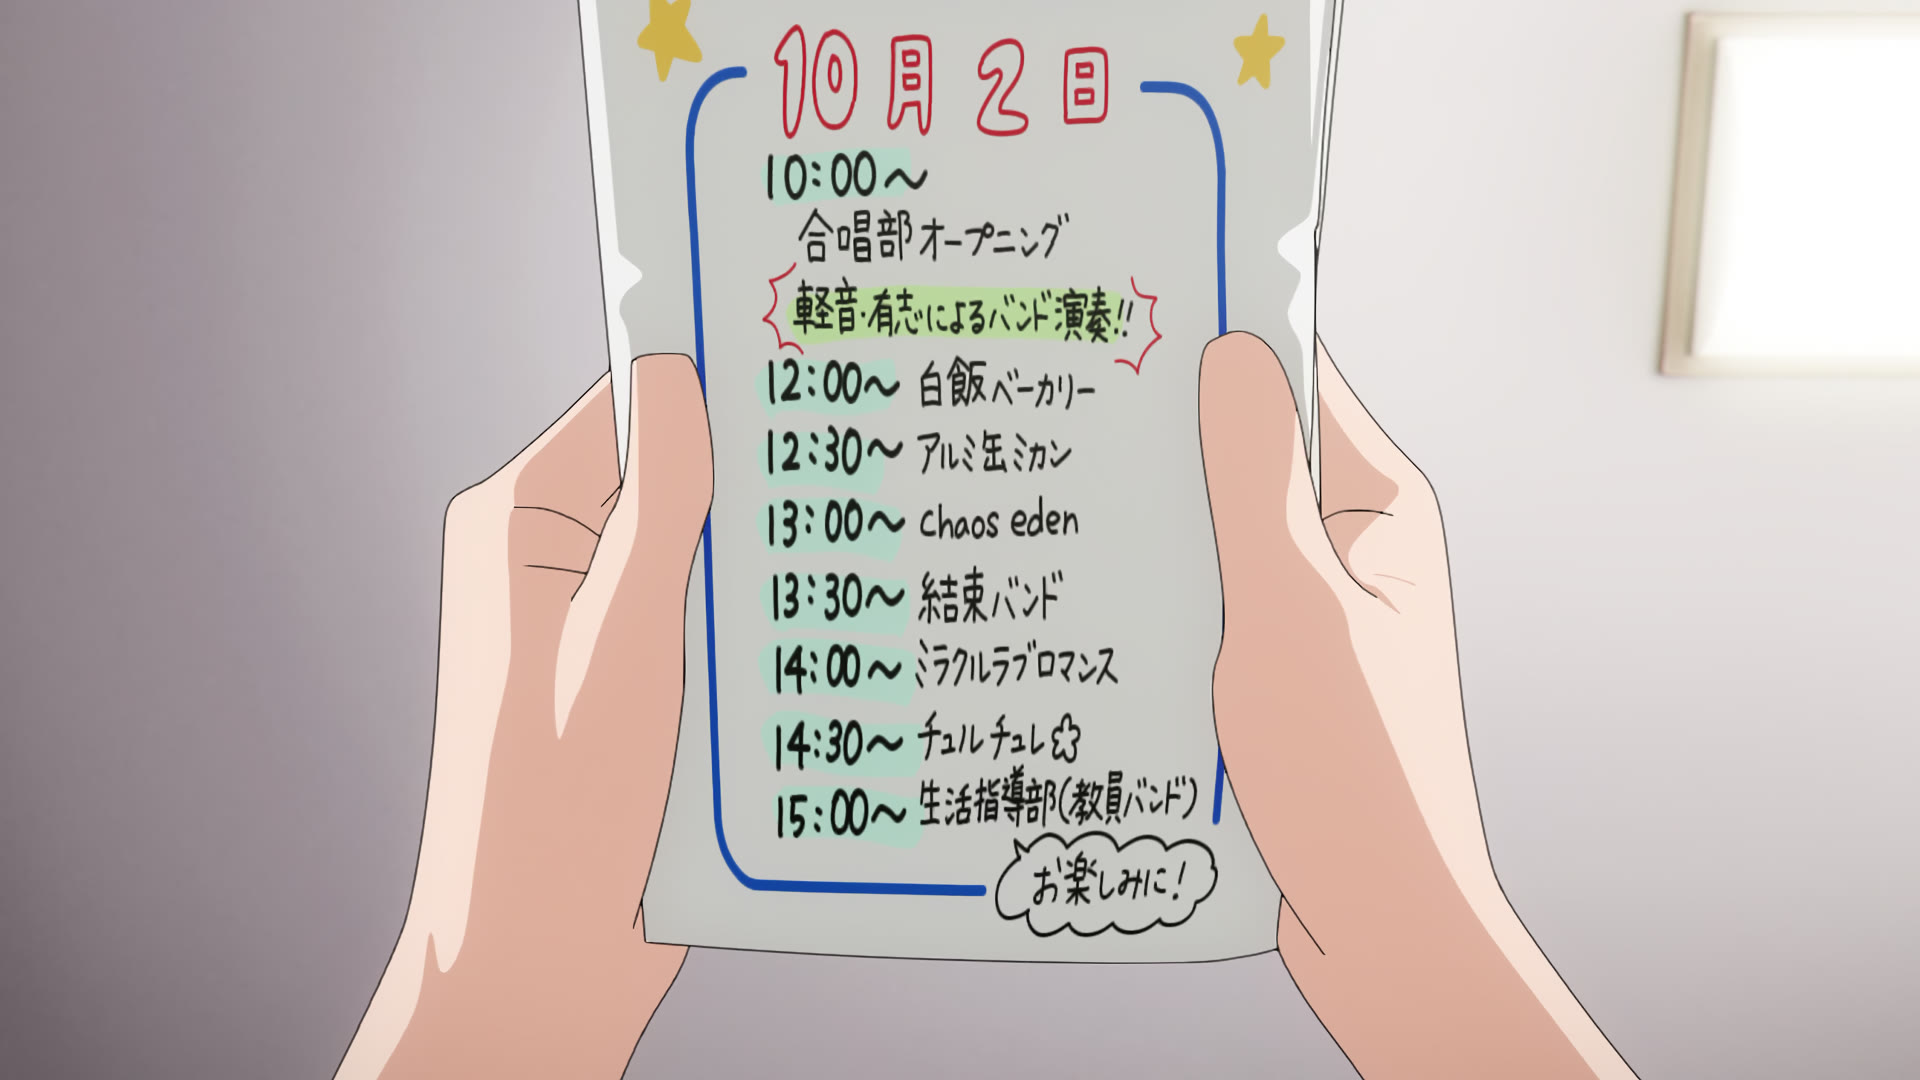 10月2日
10:00～
合唱部オープニング
軽音・有志によるバンド演奏!!
12:00～ 白飯ベーカリー
12:30～ アルミ缶ミカン
13:00～ chaos eden
13:30～ 結束バンド
14:00～ ミラクルラブロマンス
14:30～ チュルチュレ
15:00～ 生活指導部(教員バンド)
お楽しみに!